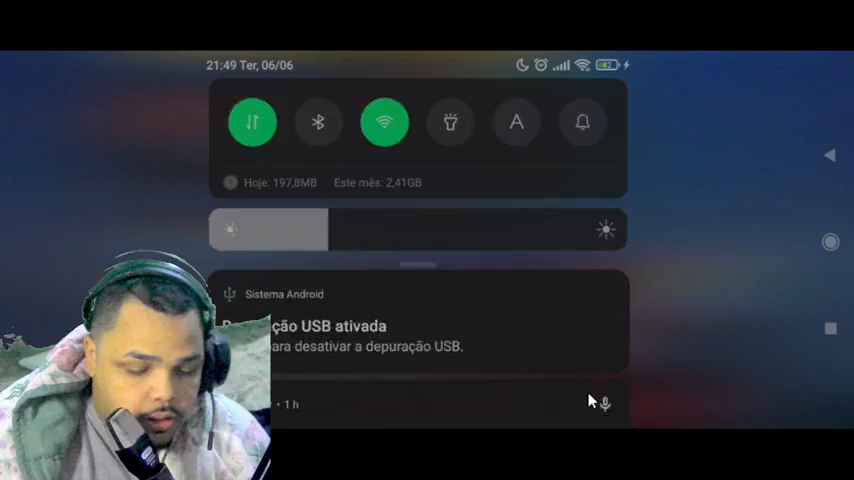 21:49 Ter, 06/06
42
A
Hoje: 197,8MB Este mês: 2,41GB
Sistema Android
ção USB ativada
para desativar a depuração USB.
• 1 h